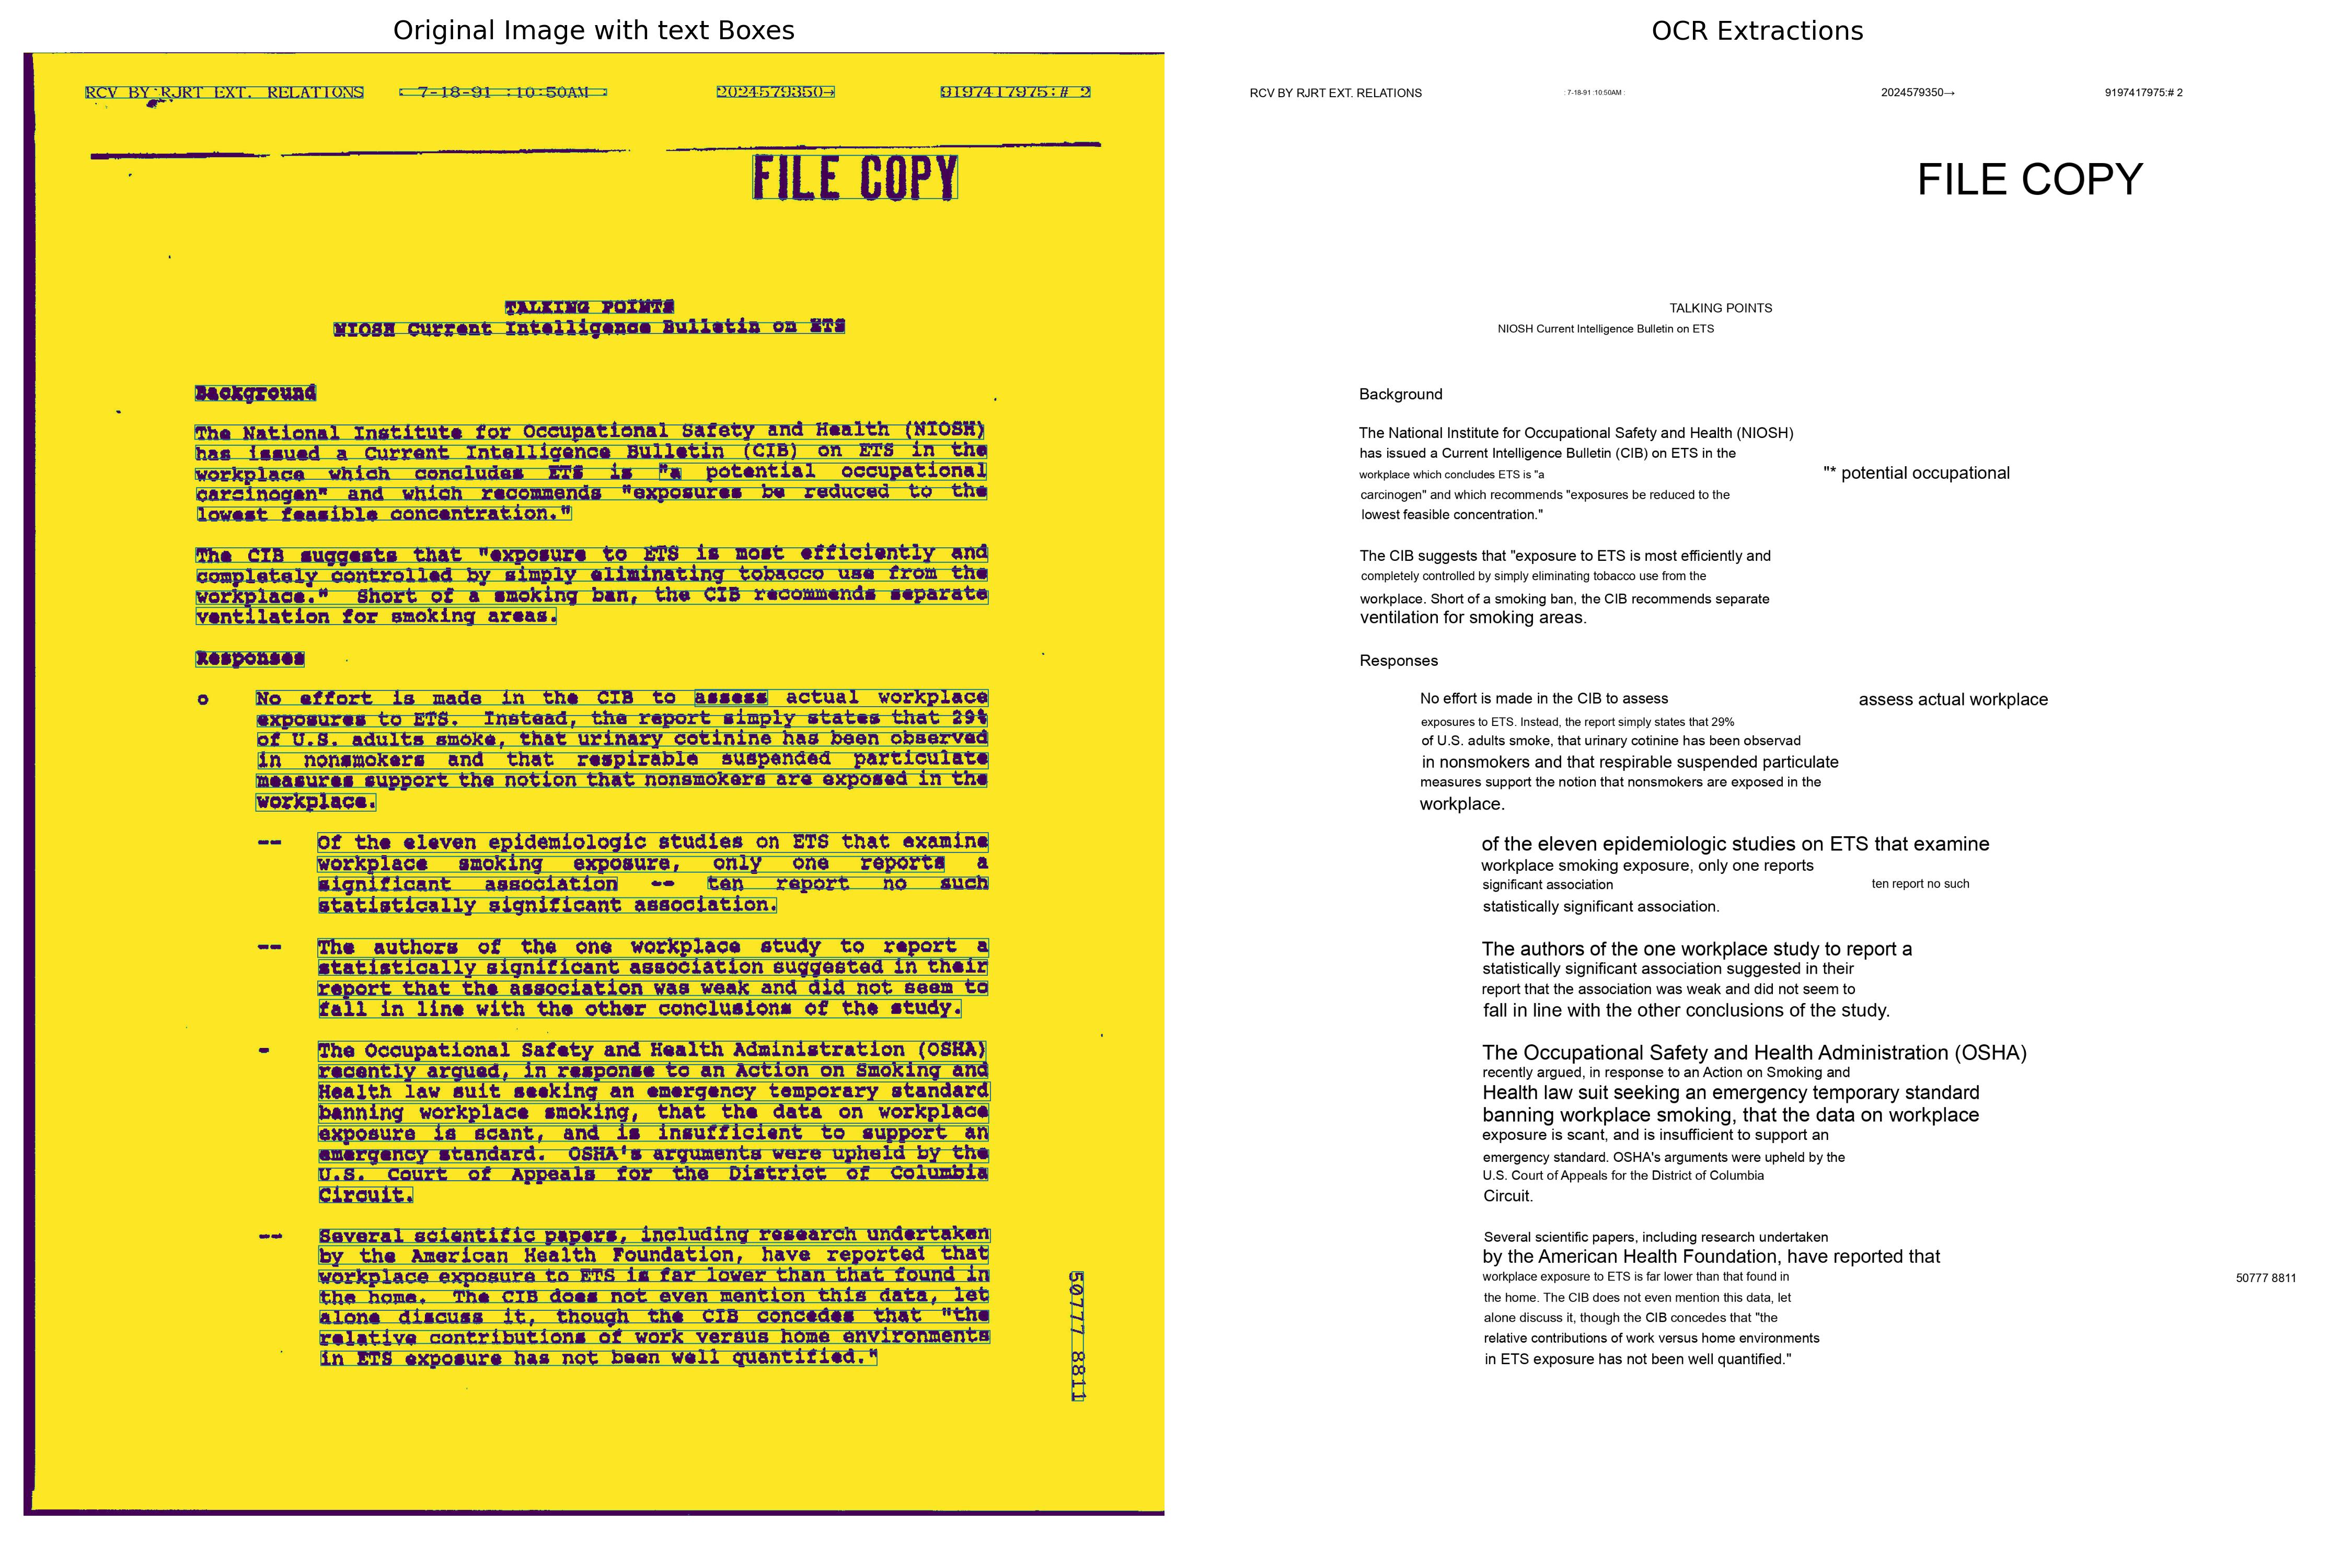 Original Image with text Boxes
RCV BY:RJRT EXT. RELATIONS : 7-18-91 :10:50AM : 2024579350→ 9197417975:# 2
FILE COPY
TALKING POINTS
NIOSH Current Intelligence Bulletin on ETS
Background
The National Institute for Occupational Safety and Health (NIOSH)
has issued a Current Intelligence Bulletin (CIB) on ETS in the
workplace which concludes ETS is "a potential occupational
carcinogen" and which recommends "exposures be reduced to the
lowest feasible concentration."
The CIB suggests that "exposure to ETS is most efficiently and
completely controlled by simply eliminating tobacco use from the
workplace." Short of a smoking ban, the CIB recommends separate
ventilation for smoking areas.
Responses
o No effort is made in the CIB to assess actual workplace
exposures to ETS. Instead, the report simply states that 29%
of U.S. adults smoke, that urinary cotinine has been observed
in nonsmokers and that respirable suspended particulate
measures support the notion that nonsmokers are exposed in the
workplace.
-- Of the eleven epidemiologic studies on ETS that examine
workplace smoking exposure, only one reports a
significant association -- ten report no such
statistically significant association.
-- The authors of the one workplace study to report a
statistically significant association suggested in their
report that the association was weak and did not seem to
fall in line with the other conclusions of the study.
- The Occupational Safety and Health Administration (OSHA)
recently argued, in response to an Action on Smoking and
Health law suit seeking an emergency temporary standard
banning workplace smoking, that the data on workplace
exposure is scant, and is insufficient to support an
emergency standard. OSHA's arguments were upheld by the
U.S. Court of Appeals for the District of Columbia
Circuit.
-- Several scientific papers, including research undertaken
by the American Health Foundation, have reported that
workplace exposure to ETS is far lower than that found in
the home. The CIB does not even mention this data, let
alone discuss it, though the CIB concedes that "the
relative contributions of work versus home environments
in ETS exposure has not been well quantified."
50777 8811
OCR Extractions
RCV BY RJRT EXT. RELATIONS : 7-18-91 :10:50AM : 2024579350→ 9197417975:# 2
FILE COPY
TALKING POINTS
NIOSH Current Intelligence Bulletin on ETS
Background
The National Institute for Occupational Safety and Health (NIOSH)
has issued a Current Intelligence Bulletin (CIB) on ETS in the
workplace which concludes ETS is "a "* potential occupational
carcinogen" and which recommends "exposures be reduced to the
lowest feasible concentration."
The CIB suggests that "exposure to ETS is most efficiently and
completely controlled by simply eliminating tobacco use from the
workplace. Short of a smoking ban, the CIB recommends separate
ventilation for smoking areas.
Responses
No effort is made in the CIB to assess assess actual workplace
exposures to ETS. Instead, the report simply states that 29%
of U.S. adults smoke, that urinary cotinine has been observad
in nonsmokers and that respirable suspended particulate
measures support the notion that nonsmokers are exposed in the
workplace.
of the eleven epidemiologic studies on ETS that examine
workplace smoking exposure, only one reports
significant association ten report no such
statistically significant association.
The authors of the one workplace study to report a
statistically significant association suggested in their
report that the association was weak and did not seem to
fall in line with the other conclusions of the study.
The Occupational Safety and Health Administration (OSHA)
recently argued, in response to an Action on Smoking and
Health law suit seeking an emergency temporary standard
banning workplace smoking, that the data on workplace
exposure is scant, and is insufficient to support an
emergency standard. OSHA's arguments were upheld by the
U.S. Court of Appeals for the District of Columbia
Circuit.
Several scientific papers, including research undertaken
by the American Health Foundation, have reported that
workplace exposure to ETS is far lower than that found in
the home. The CIB does not even mention this data, let
alone discuss it, though the CIB concedes that "the
relative contributions of work versus home environments
in ETS exposure has not been well quantified."
50777 8811